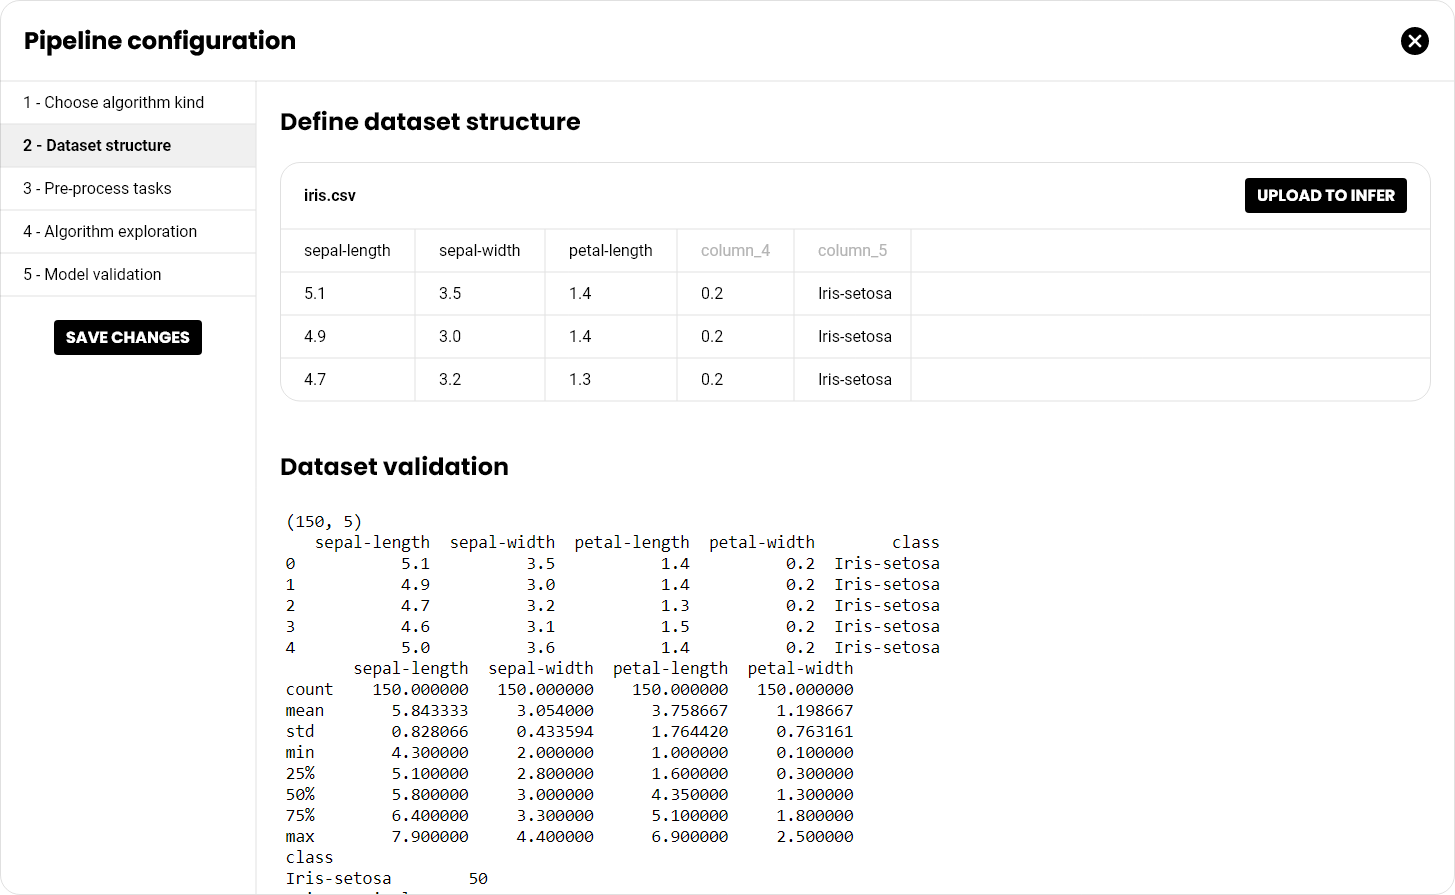 Pipeline configuration
1 - Choose algorithm kind
2 - Dataset structure
3 - Pre-process tasks
4 - Algorithm exploration
5 - Model validation
SAVE CHANGES
Define dataset structure
iris.csv UPLOAD TO INFER
sepal-length sepal-width petal-length column_4 column_5
5.1 3.5 1.4 0.2 Iris-setosa
4.9 3.0 1.4 0.2 Iris-setosa
4.7 3.2 1.3 0.2 Iris-setosa
Dataset validation
(150, 5)
sepal-length sepal-width petal-length petal-width class
0 5.1 3.5 1.4 0.2 Iris-setosa
1 4.9 3.0 1.4 0.2 Iris-setosa
2 4.7 3.2 1.3 0.2 Iris-setosa
3 4.6 3.1 1.5 0.2 Iris-setosa
4 5.0 3.6 1.4 0.2 Iris-setosa
sepal-length sepal-width petal-length petal-width
count 150.000000 150.000000 150.000000 150.000000
mean 5.843333 3.054000 3.758667 1.198667
std 0.828066 0.433594 1.764420 0.763161
min 4.300000 2.000000 1.000000 0.100000
25% 5.100000 2.800000 1.600000 0.300000
50% 5.800000 3.000000 4.350000 1.300000
75% 6.400000 3.300000 5.100000 1.800000
max 7.900000 4.400000 6.900000 2.500000
class
Iris-setosa 50